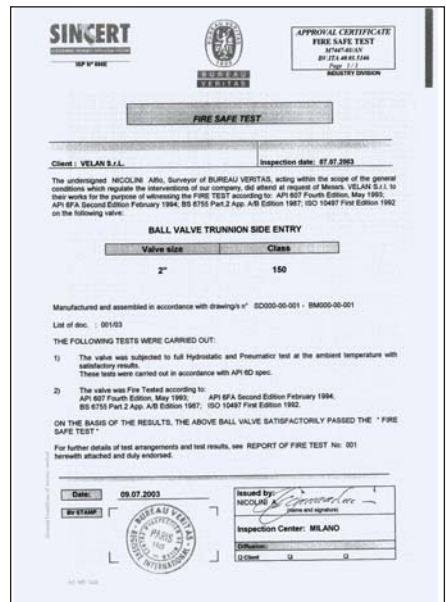 SINCERT
BUREAU
VERITAS
APPROVAL CERTIFICATE
FIRE SAFE TEST
Page 1/1
INDUSTRY DIVISION
FIRE SAFE TEST
Client : VELAN S.r.L.
Inspection date: 07.07.2003
The undersigned NICOLINI Alfio, Surveyor of BUREAU VERITAS, acting within the scope of the general
conditions which regulate the interventions of our company, did attend at request of Messrs. VELAN S.r.l. to
their works for the purpose of witnessing the FIRE TEST according to: API 607 Fourth Edition, May 1993;
API 6FA Second Edition February 1994; BS 6755 Part.2 App. A/B Edition 1987; ISO 10497 First Edition 1992
on the following valve:
BALL VALVE TRUNNION SIDE ENTRY
Valve size Class
2" 150
Manufactured and assembled in accordance with drawing/s n° SD000-00-001 - BM000-00-001
List of doc. : 001/03
THE FOLLOWING TESTS WERE CARRIED OUT:
1) The valve was subjected to full Hydrostatic and Pneumatic test at the ambient temperature with
satisfactory results.
These tests were carried out in accordance with API 6D spec.
2) The valve was Fire Tested according to:
API 607 Fourth Edition, May 1993; API 6FA Second Edition February 1994,
BS 6755 Part.2 App. A/B Edition 1987; ISO 10497 First Edition 1992.
ON THE BASIS OF THE RESULTS, THE ABOVE BALL VALVE SATISFACTORILY PASSED THE " FIRE
SAFE TEST "
For further details of test arrangements and test results, see REPORT OF FIRE TEST No: 001
herewith attached and duly endorsed.
Date: 09.07.2003
BV STAMP
BUREAU VERITAS
PARIS
Issued by:
NICOLINI A.
(name and signature)
Inspection Center: MILANO
Diffusion:
Client